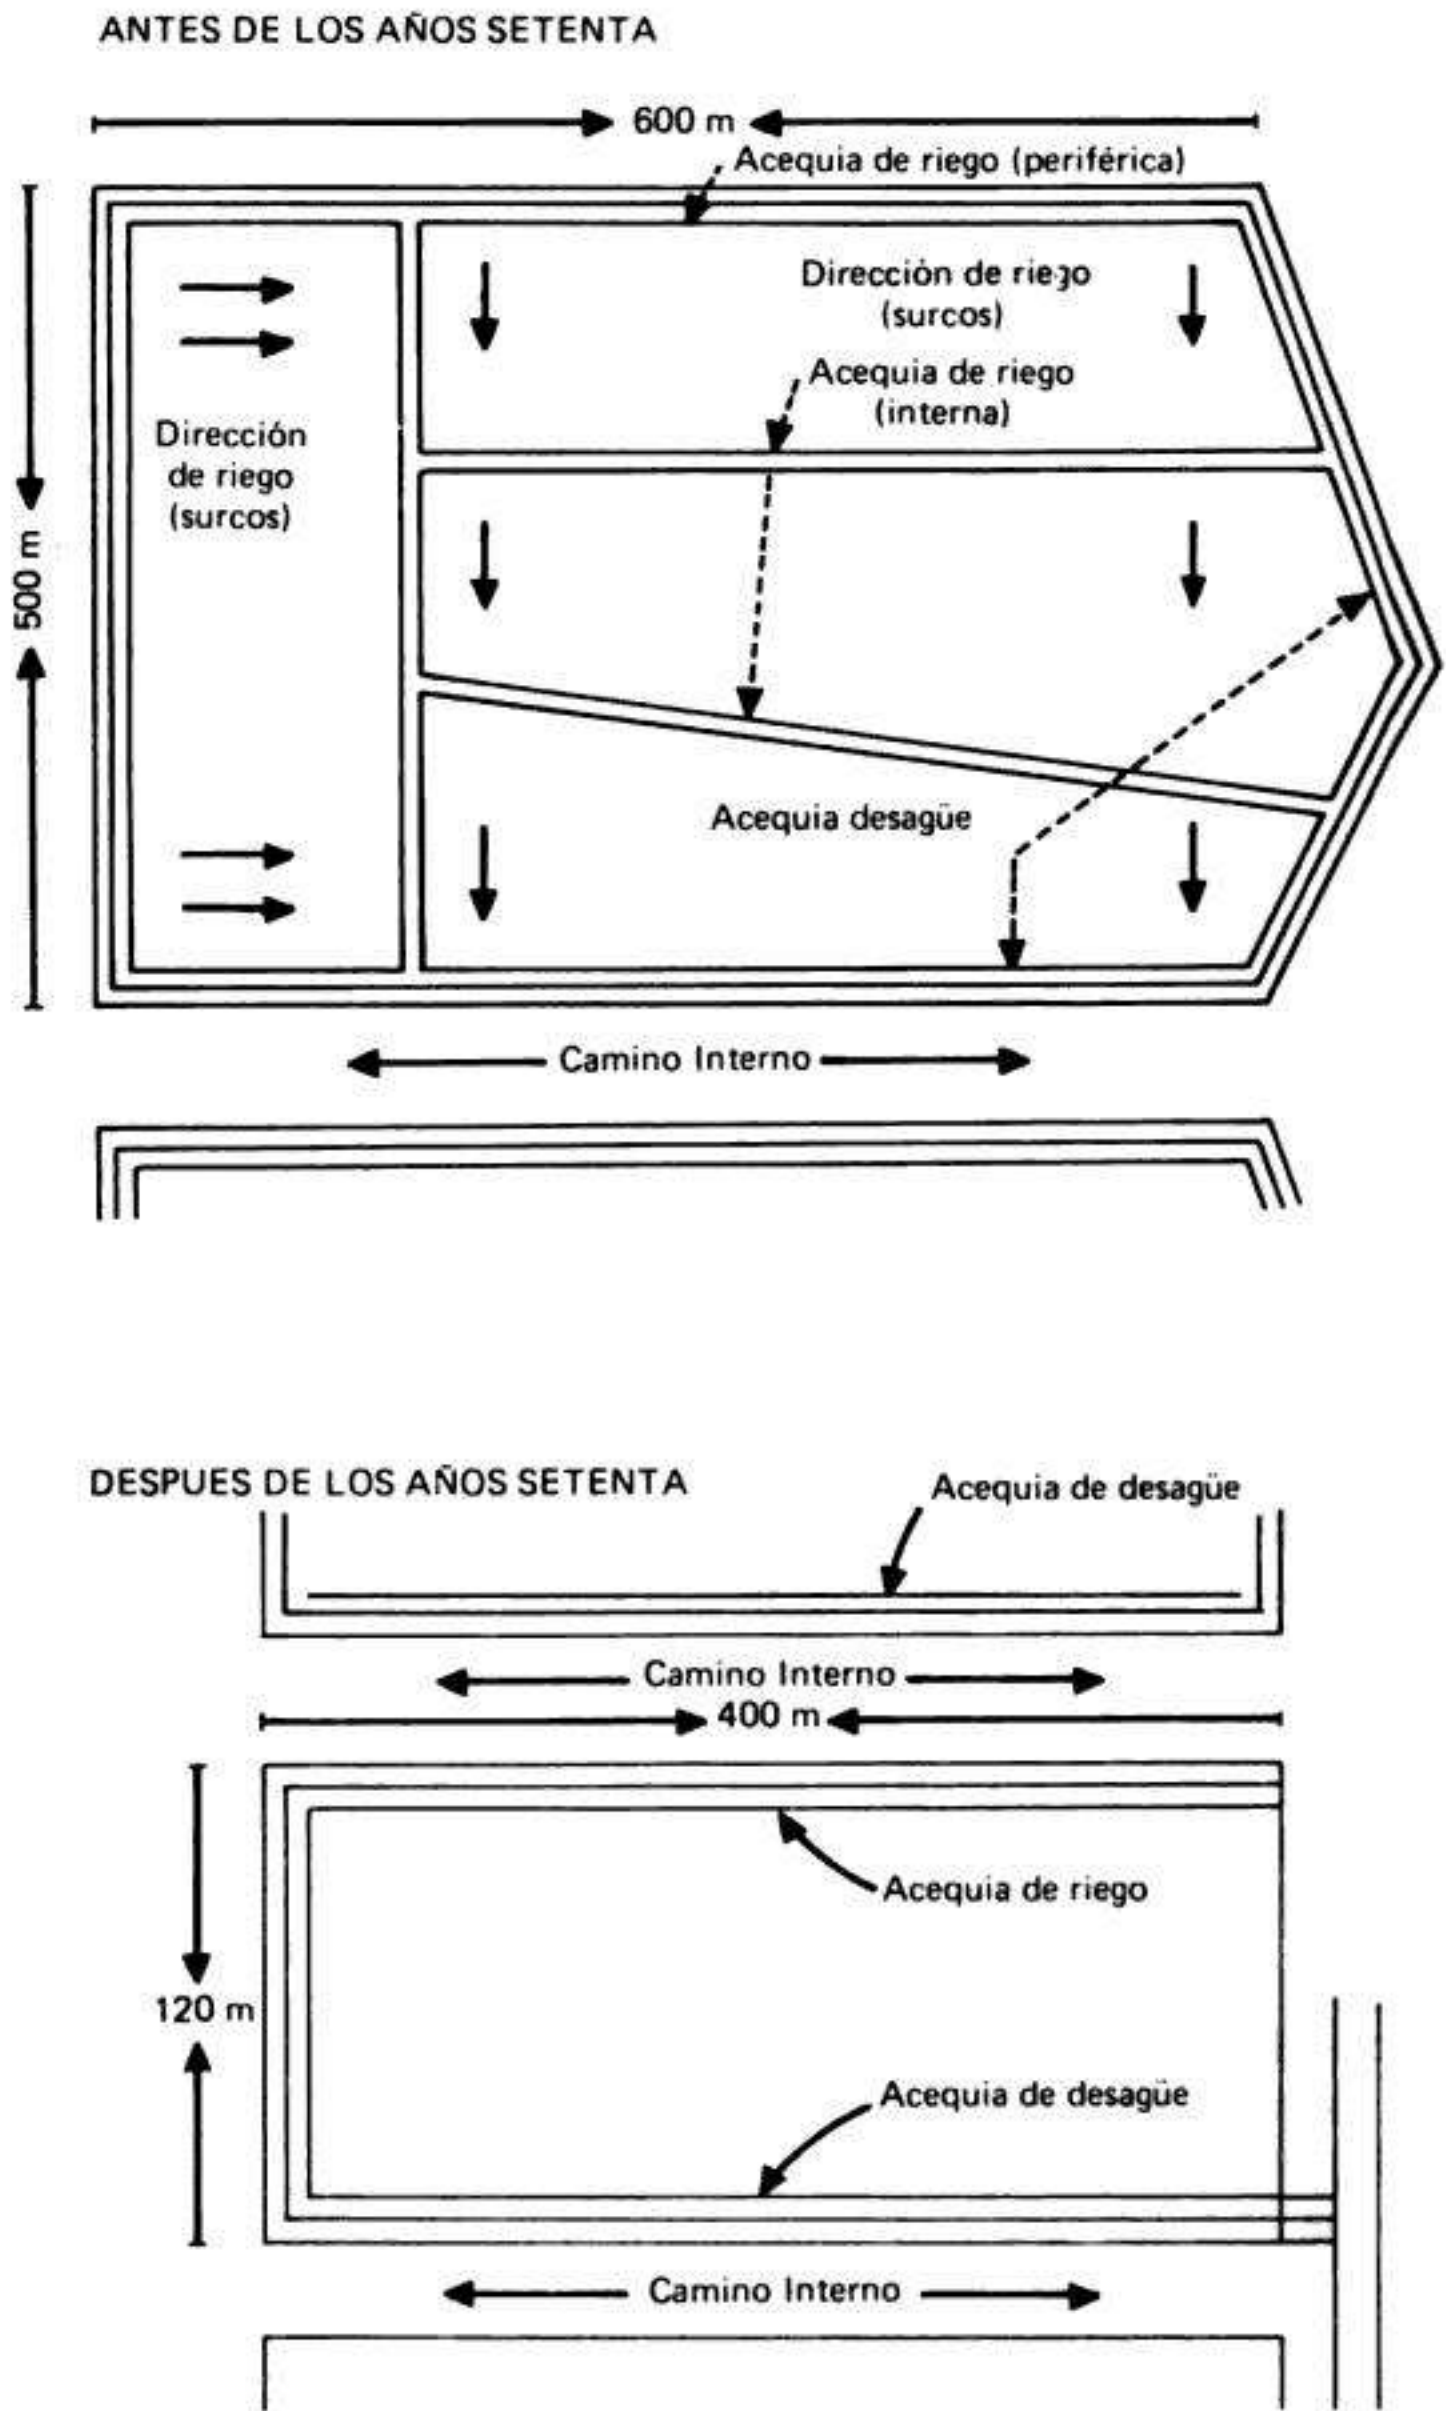 ANTES DE LOS AÑOS SETENTA
600 m
Acequia de riego (periférica)
Dirección de riego
(surcos)
Acequia de riego
(interna)
Dirección
de riego
(surcos)
500 m
Acequia desagüe
Camino Interno
DESPUES DE LOS AÑOS SETENTA
Acequia de desagüe
Camino Interno
400 m
Acequia de riego
120 m
Acequia de desagüe
Camino Interno